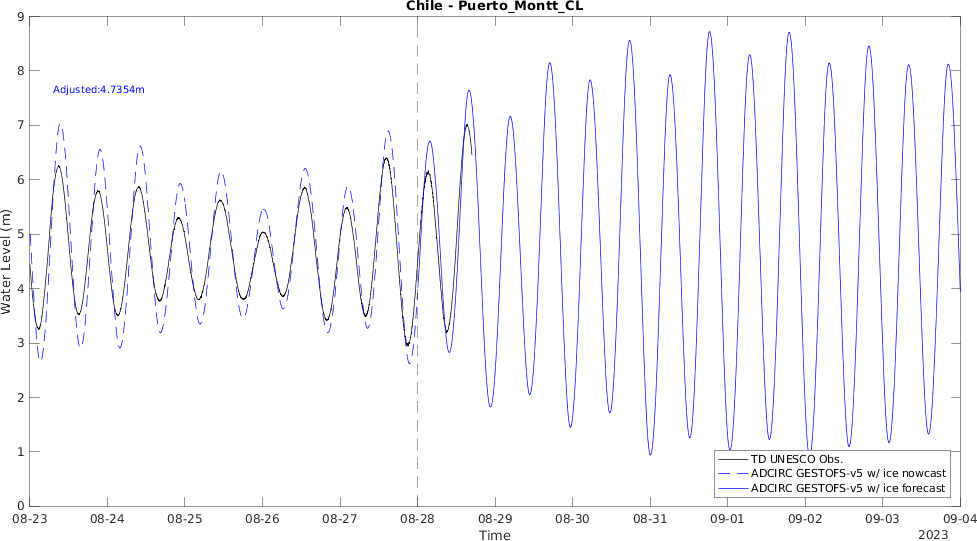 Chile - Puerto_Montt_CL
9
8
Adjusted:4.7354m
7
6
5
4
3
2
1
0
Water Level (m)
TD UNESCO Obs.
ADCIRC GESTOFS-v5 w/ ice nowcast
ADCIRC GESTOFS-v5 w/ ice forecast
08-23 08-24 08-25 08-26 08-27 08-28 08-29 08-30 08-31 09-01 09-02 09-03 09-04
Time
2023